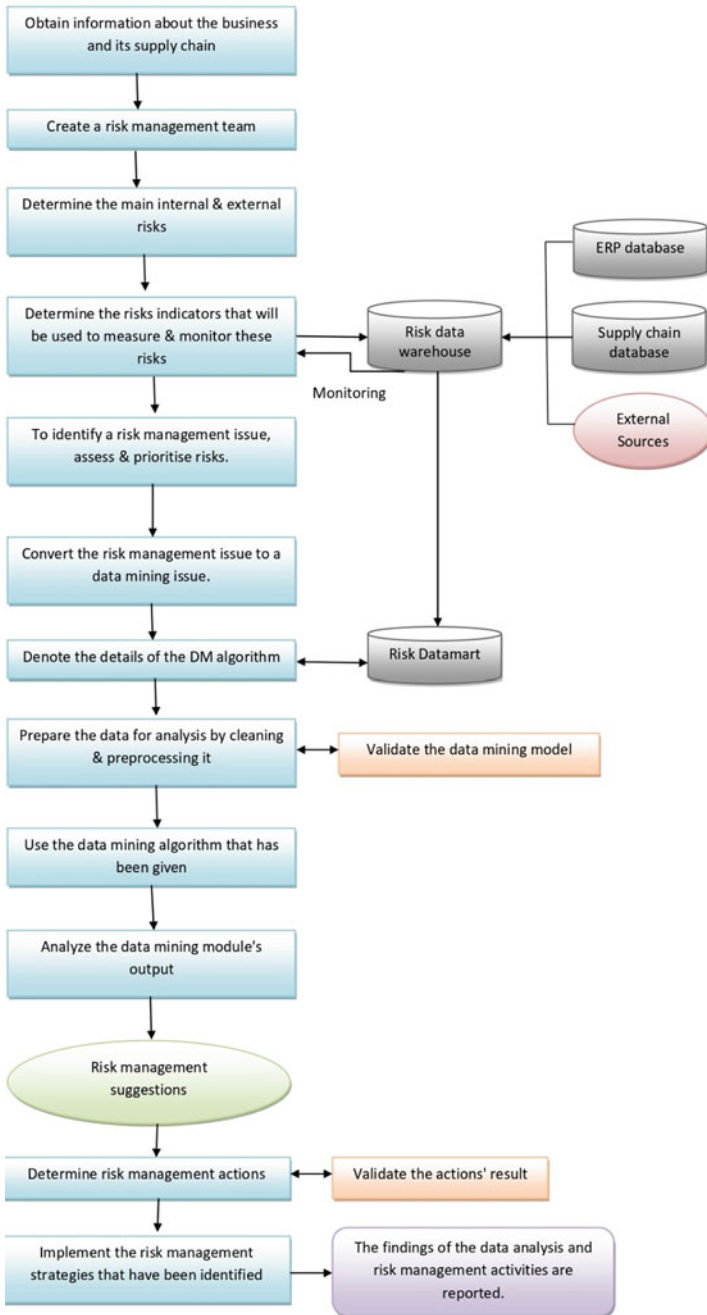 Obtain information about the business
and its supply chain
Create a risk management team
Determine the main internal & external
risks
ERP database
Determine the risks indicators that will
be used to measure & monitor these
risks
Risk data
warehouse
Supply chain
database
Monitoring
External
Sources
To identify a risk management issue,
assess & prioritise risks.
Convert the risk management issue to a
data mining issue.
Denote the details of the DM algorithm
Risk Datamart
Prepare the data for analysis by cleaning
& preprocessing it
Validate the data mining model
Use the data mining algorithm that has
been given
Analyze the data mining module's
output
Risk management
suggestions
Determine risk management actions
Validate the actions' result
Implement the risk management
strategies that have been identified
The findings of the data analysis and
risk management activities are
reported.